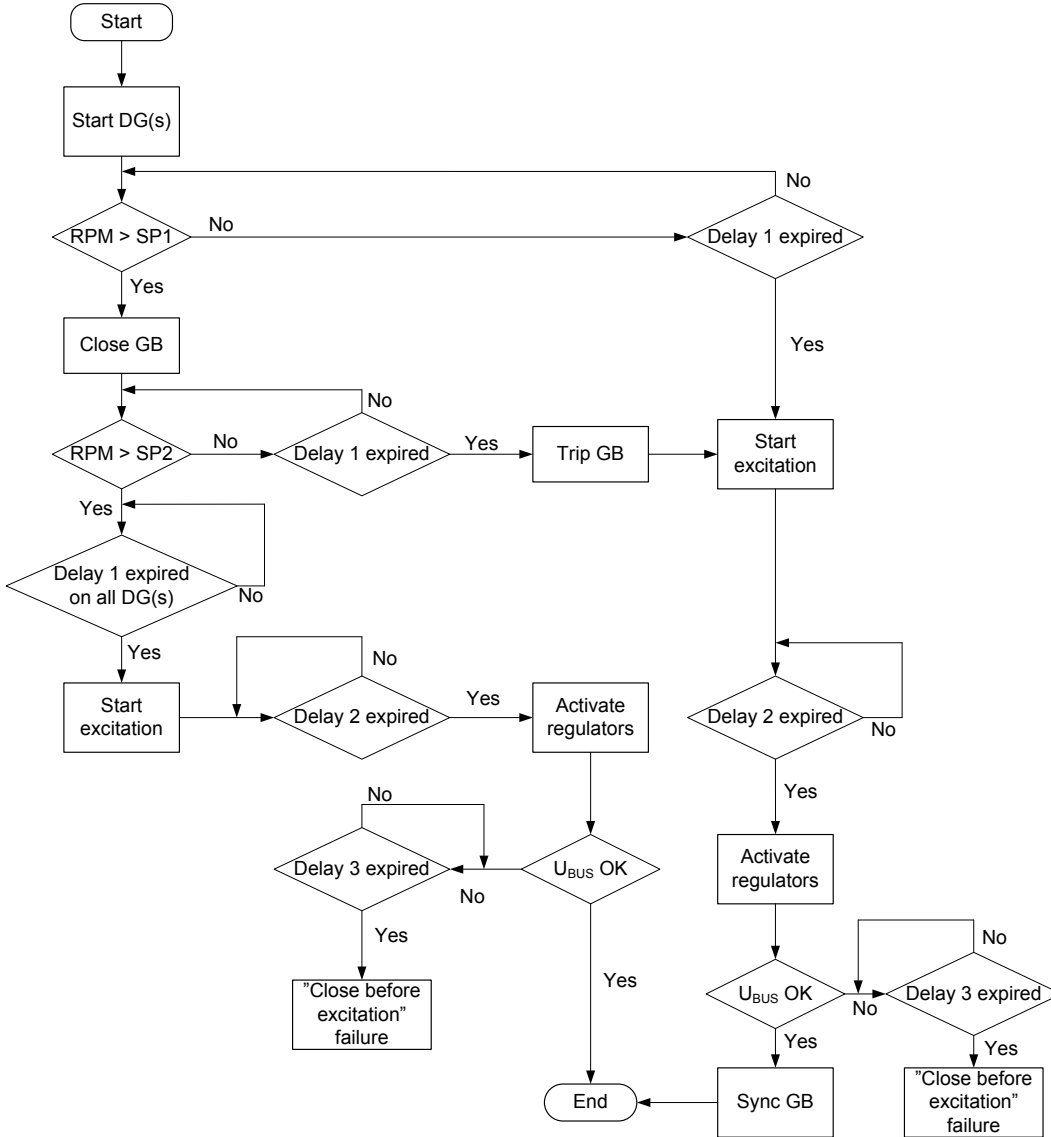 Start
Start DG(s)
No
RPM > SP1
No
Delay 1 expired
Yes
Close GB
Yes
No
RPM > SP2
No
Delay 1 expired
Yes
Trip GB
Start
excitation
Yes
Delay 1 expired
on all DG(s)
No
Yes
No
Start
excitation
Delay 2 expired
Yes
Activate
regulators
Delay 2 expired
No
Yes
No
Delay 3 expired
No
UBUS OK
Activate
regulators
Yes
No
"Close before
excitation"
failure
Yes
UBUS OK
No
Delay 3 expired
Yes
Yes
End
Sync GB
"Close before
excitation"
failure